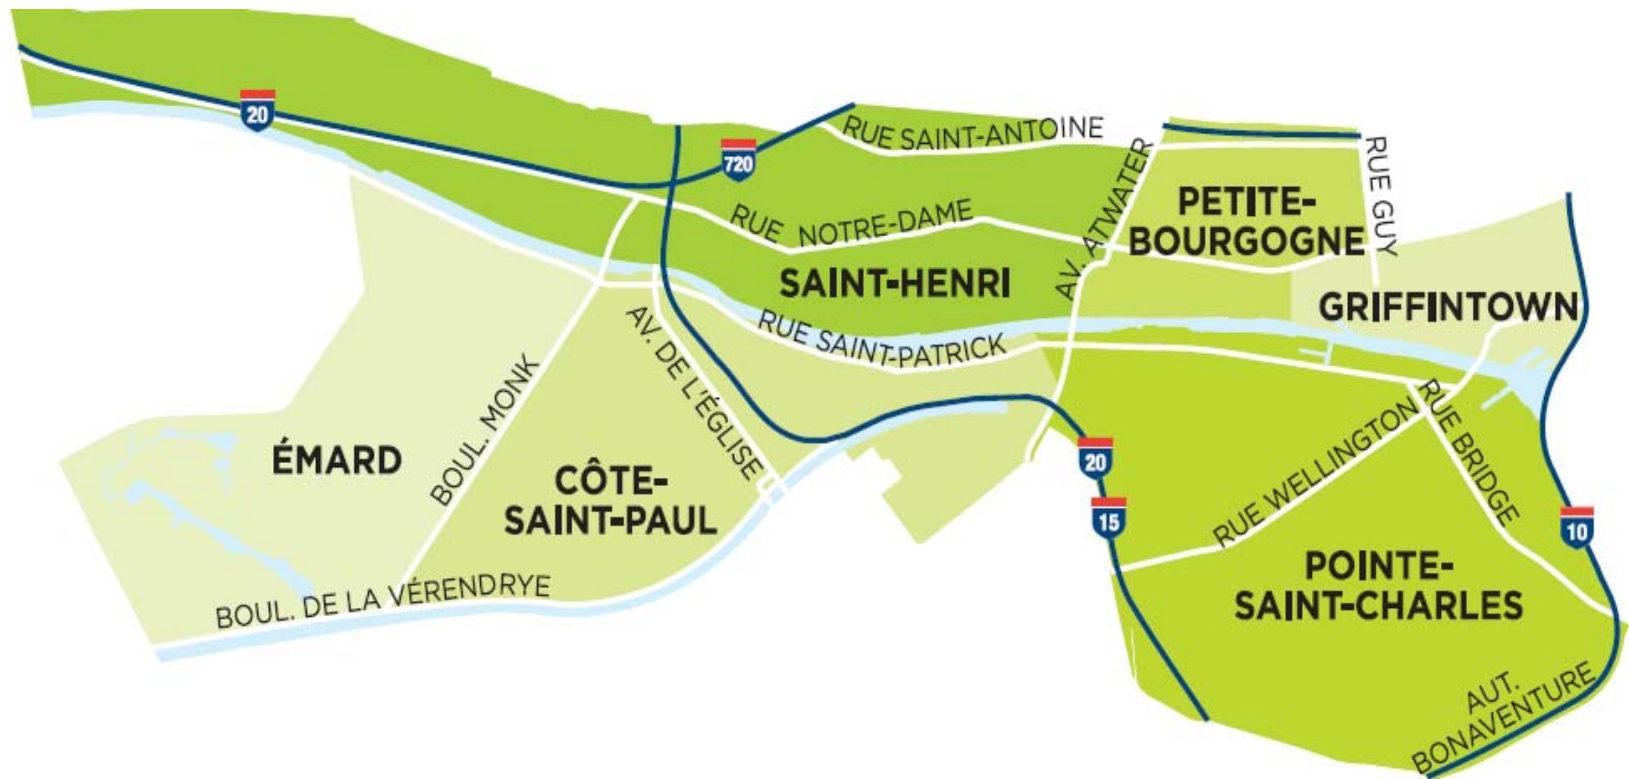 20
720
RUE SAINT-ANTOINE
AV. ATWATER
RUE GUY
PETITE-
BOURGOGNE
RUE NOTRE-DAME
SAINT-HENRI
GRIFFINTOWN
RUE SAINT-PATRICK
AV. DE L'ÉGLISE
BOUL. MONK
ÉMARD
CÔTE-
SAINT-PAUL
BOUL. DE LA VÉRENDRYE
20
15
RUE WELLINGTON
RUE BRIDGE
10
POINTE-
SAINT-CHARLES
AUT.
BONAVENTURE